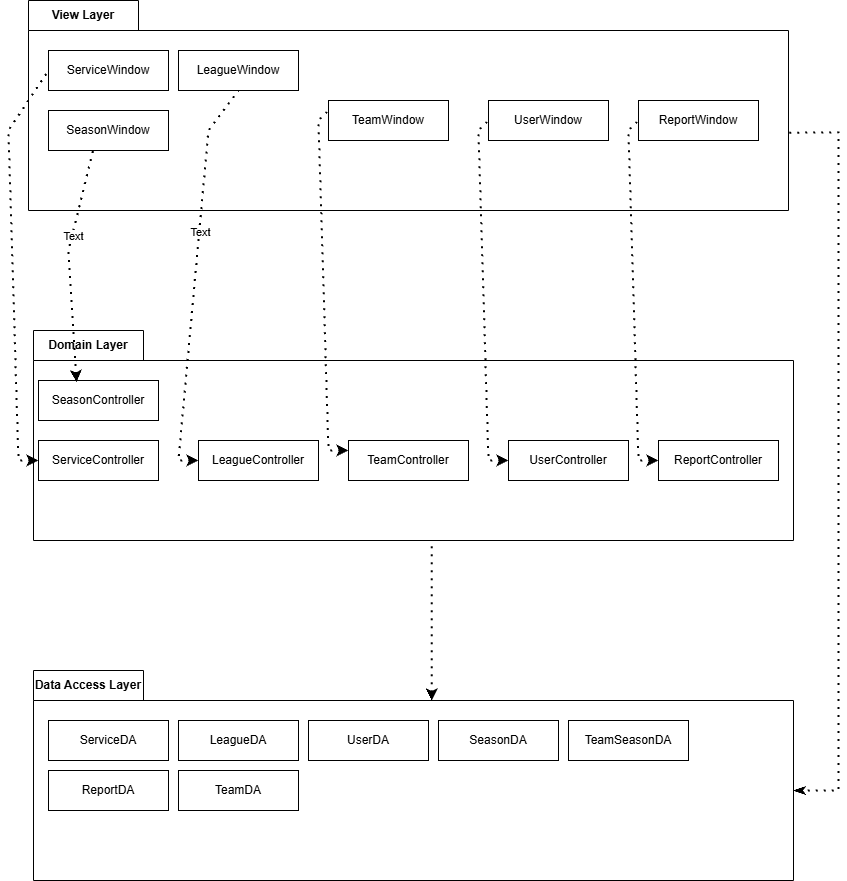 View Layer
ServiceWindow
LeagueWindow
SeasonWindow
TeamWindow
UserWindow
ReportWindow
Text
Text
Domain Layer
SeasonController
ServiceController
LeagueController
TeamController
UserController
ReportController
Data Access Layer
ServiceDA
LeagueDA
UserDA
SeasonDA
TeamSeasonDA
ReportDA
TeamDA